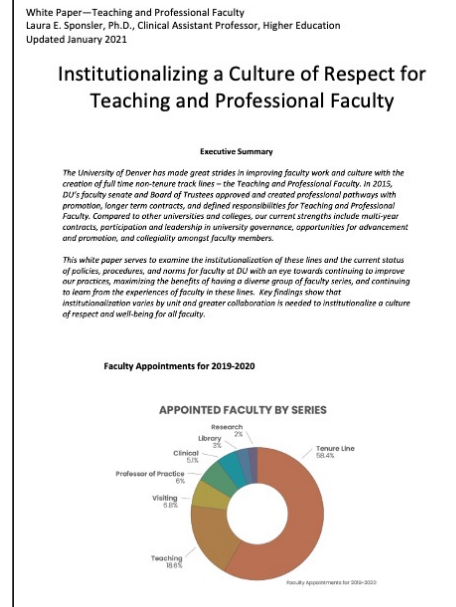 White Paper—Teaching and Professional Faculty
Laura E. Sponsler, Ph.D., Clinical Assistant Professor, Higher Education
Updated January 2021
Institutionalizing a Culture of Respect for
Teaching and Professional Faculty
Executive Summary
The University of Denver has made great strides in improving faculty work and culture with the
creation of full time non-tenure track lines – the Teaching and Professional Faculty. In 2015,
DU's faculty senate and Board of Trustees approved and created professional pathways with
promotion, longer term contracts, and defined responsibilities for Teaching and Professional
Faculty. Compared to other universities and colleges, our current strengths include multi-year
contracts, participation and leadership in university governance, opportunities for advancement
and promotion, and collegiality amongst faculty members.
This white paper serves to examine the institutionalization of these lines and the current status
of policies, procedures, and norms for faculty at DU with an eye towards continuing to improve
our practices, maximizing the benefits of having a diverse group of faculty series, and continuing
to learn from the experiences of faculty in these lines. Key findings show that
institutionalization varies by unit and greater collaboration is needed to institutionalize a culture
of respect and well-being for all faculty.
Faculty Appointments for 2019-2020
APPOINTED FACULTY BY SERIES
Research
2%
Library
3%
Clinical
5.1%
Professor of Practice
6%
Visiting
6.8%
Teaching
18.6%
Tenure Line
58.4%
Faculty Appointments for 2019-2020